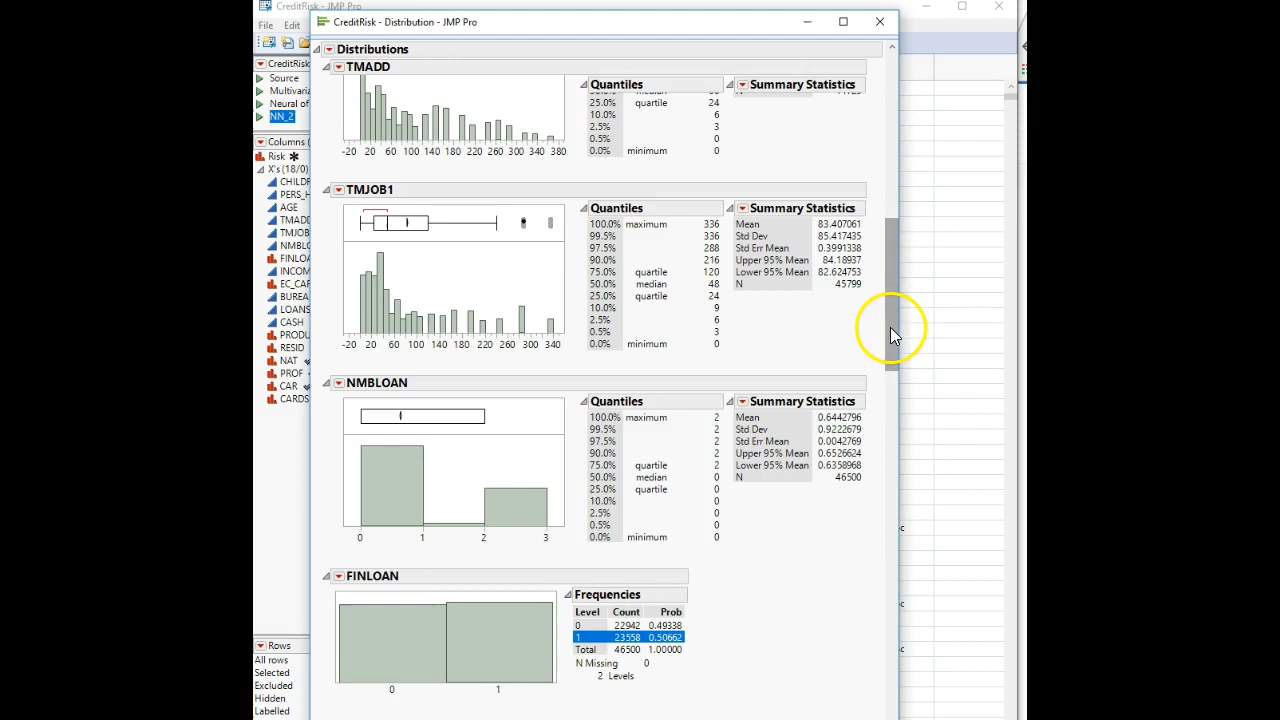 CreditRisk - Distribution - JMP Pro
File Edit
CreditRisk
Source
Multivaria
Neural of
NN_2
Columns (
Risk
X's (18/0)
CHILDR
PERS_H
AGE
TMADD
TMJOB
NMBLO
FINLOA
INCOM
EC_CAR
BUREA
LOANS
CASH
PRODU
RESID
NAT
PROF
CAR
CARDS
Rows
All rows
Selected
Excluded
Hidden
Labelled
CreditRisk - Distribution - JMP Pro
Distributions
TMADD
-20 20 60 100 140 180 220 260 300 340 380
Quantiles
25.0% quartile 24
10.0% 6
2.5% 3
0.5% 0
0.0% minimum 0
Summary Statistics
TMJOB1
-20 20 60 100 140 180 220 260 300 340
Quantiles
100.0% maximum 336
99.5% 336
97.5% 288
90.0% 216
75.0% quartile 120
50.0% median 48
25.0% quartile 24
10.0% 9
2.5% 6
0.5% 3
0.0% minimum 0
Summary Statistics
Mean 83.407061
Std Dev 85.417435
Std Err Mean 0.3991338
Upper 95% Mean 84.18937
Lower 95% Mean 82.624753
N 45799
NMBLOAN
0 1 2 3
Quantiles
100.0% maximum 2
99.5% 2
97.5% 2
90.0% 2
75.0% quartile 2
50.0% median 0
25.0% quartile 0
10.0% 0
2.5% 0
0.5% 0
0.0% minimum 0
Summary Statistics
Mean 0.6442796
Std Dev 0.9222679
Std Err Mean 0.0042769
Upper 95% Mean 0.6526624
Lower 95% Mean 0.6358968
N 46500
FINLOAN
0 1
Frequencies
Level Count Prob
0 22942 0.49338
1 23558 0.50662
Total 46500 1.00000
N Missing 0
2 Levels